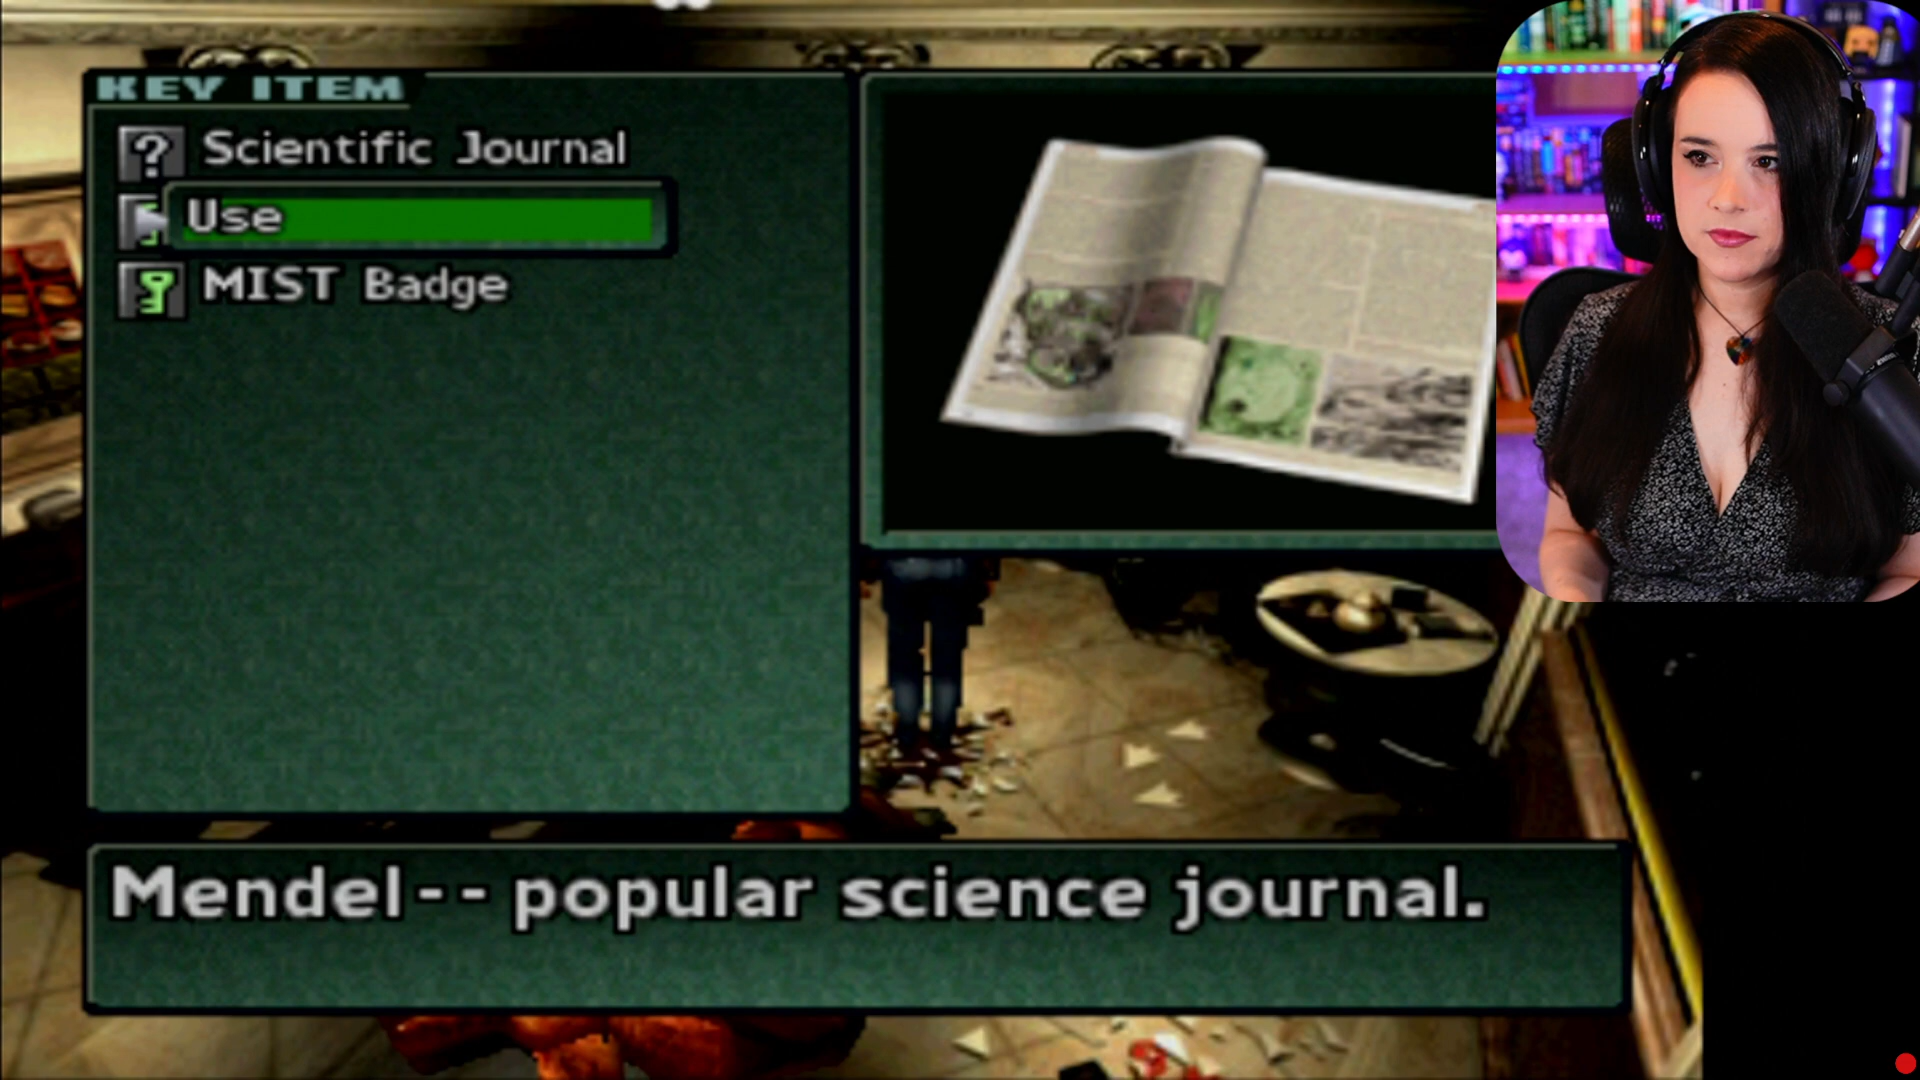 KEY ITEM
Scientific Journal
Use
MIST Badge
Mendel-- popular science journal.